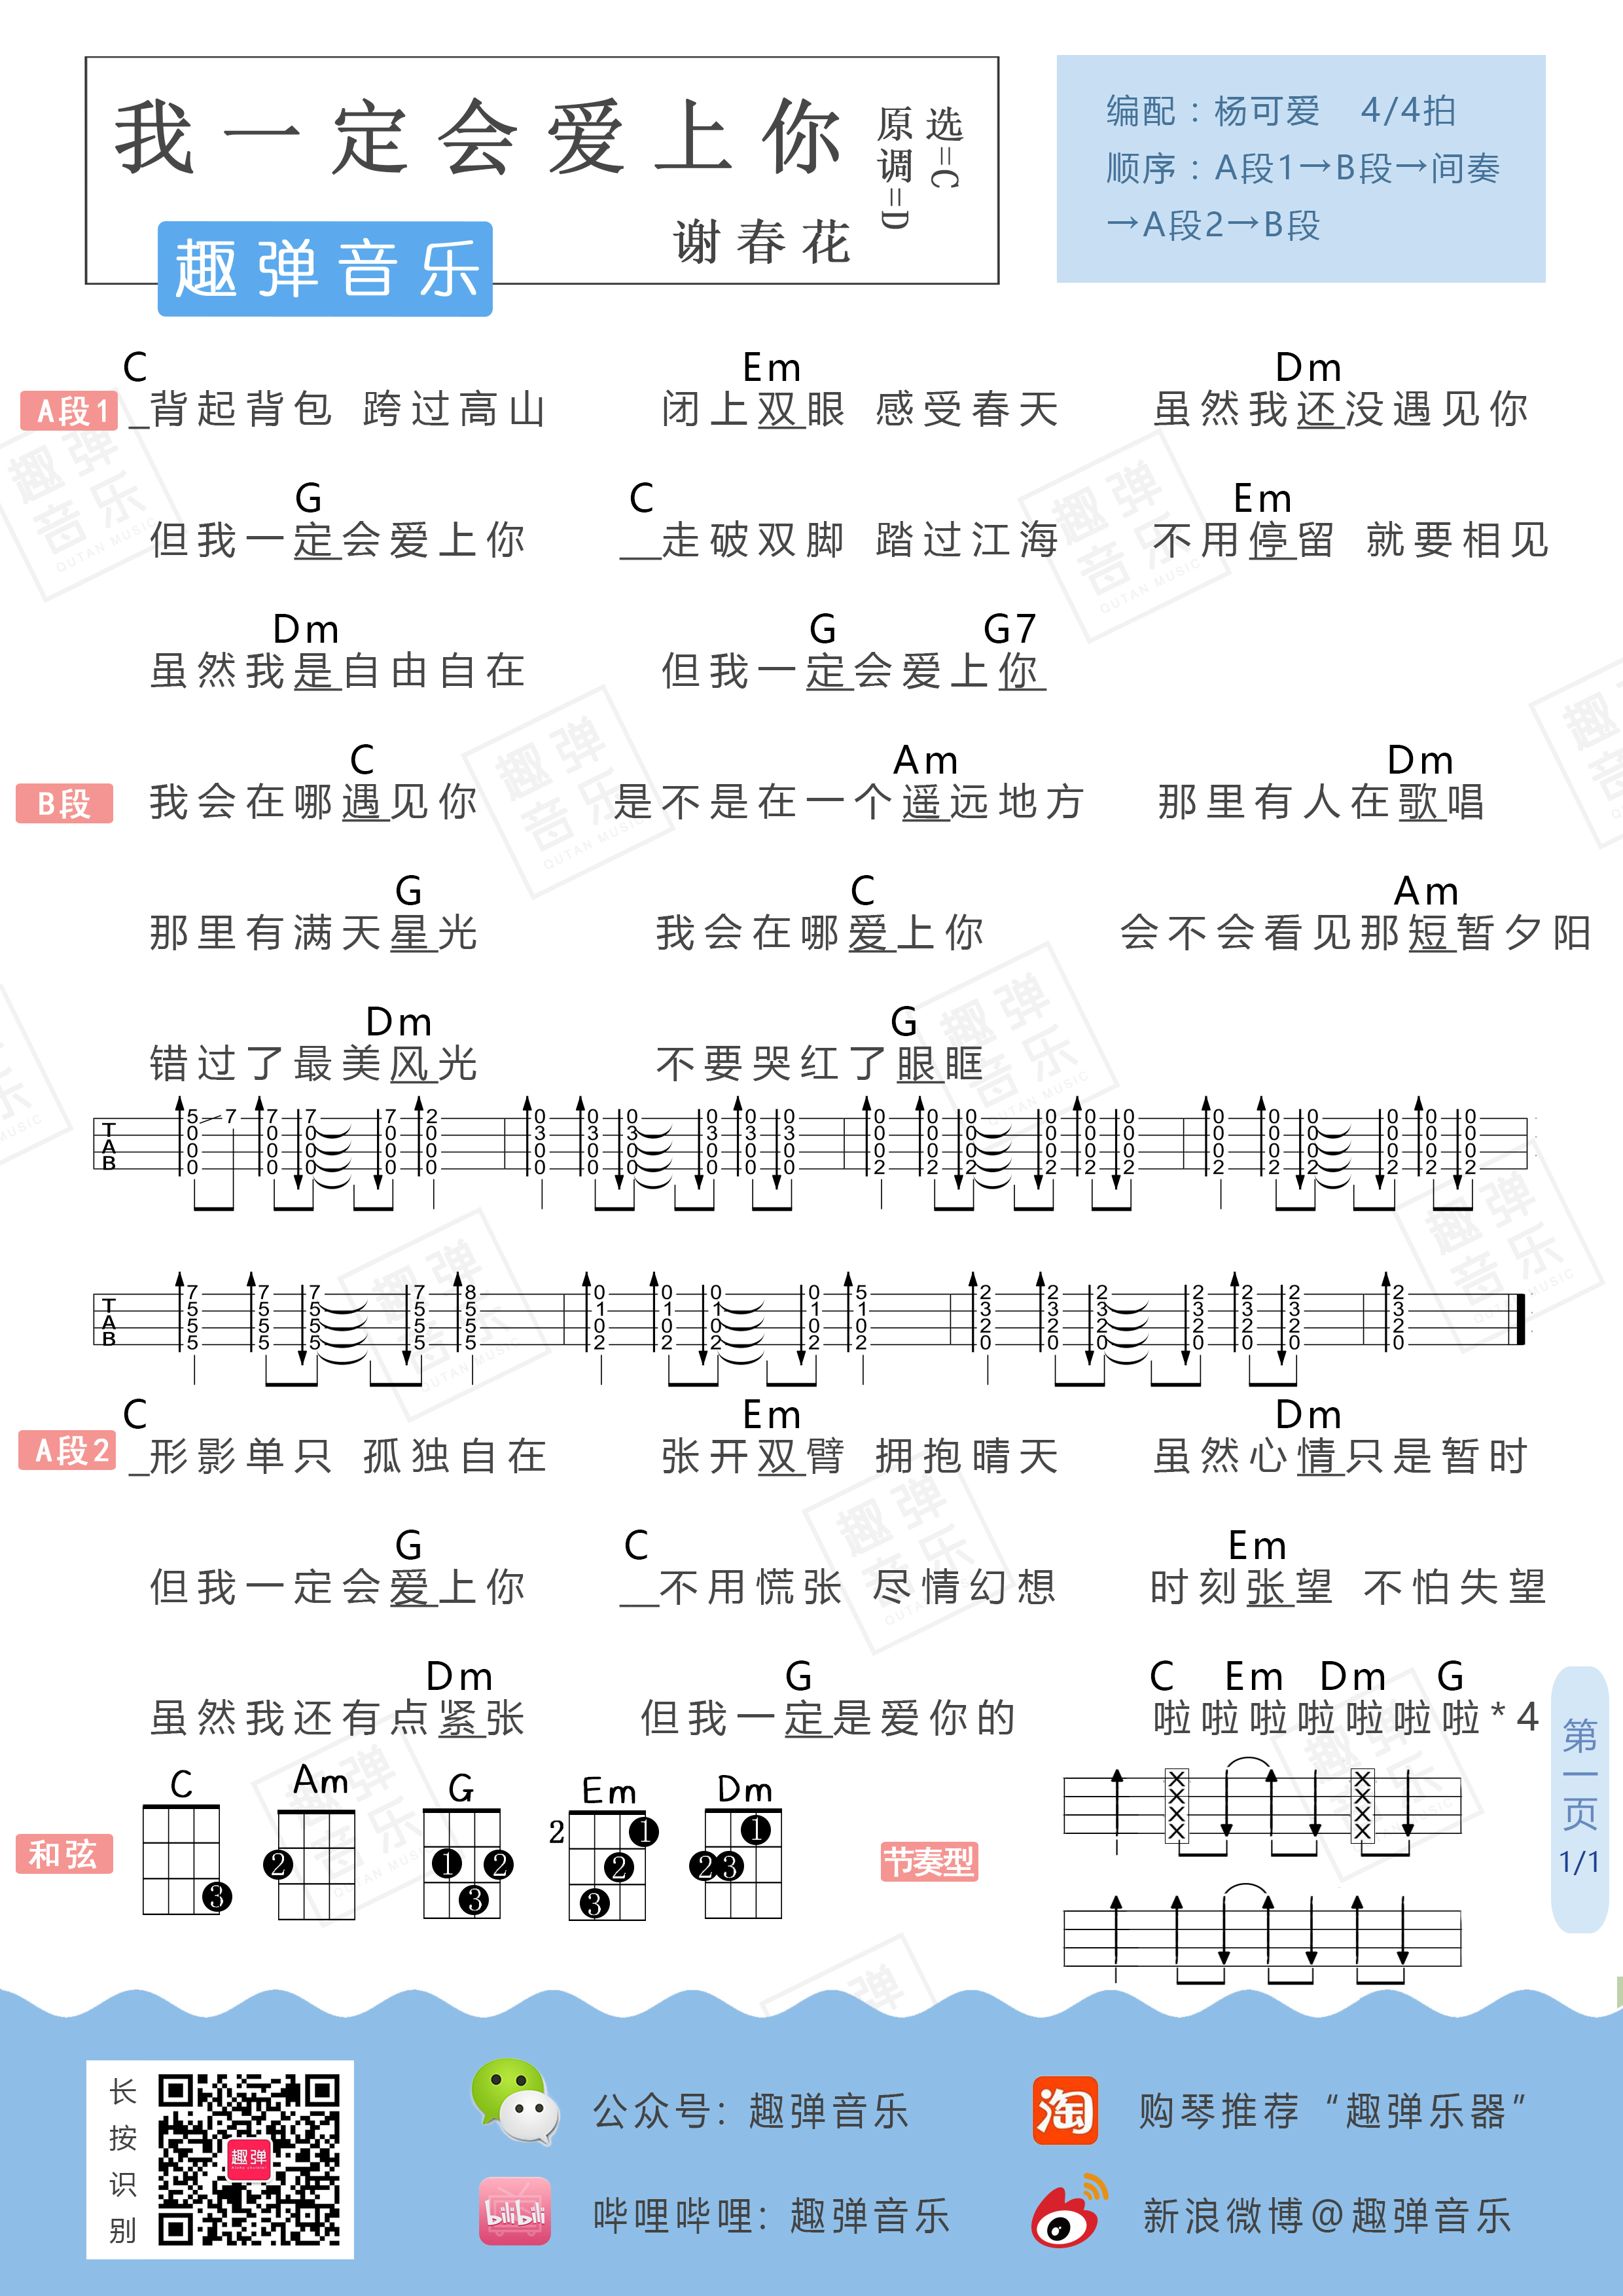 我一定会爱上你
原调=D
选=C
谢春花
趣弹音乐
编配：杨可爱 4/4拍
顺序：A段1→B段→间奏
→A段2→B段
C Em Dm
A段1 _背起背包 跨过高山 闭上双眼 感受春天 虽然我还没遇见你
G C Em
但我一定会爱上你 __走破双脚 踏过江海 不用停留 就要相见
Dm G G7
虽然我是自由自在 但我一定会爱上你
C Am Dm
B段 我会在哪遇见你 是不是在一个遥远地方 那里有人在歌唱
G C Am
那里有满天星光 我会在哪爱上你 会不会看见那短暂夕阳
Dm G
错过了最美风光 不要哭红了眼眶
5 7 7 7 7 2 0 0 0 0 0 0 0 0 0 0 0 0 0 0 0 0 0 0
T 0 0 0 0 0 3 3 3 3 3 3 0 0 0 0 0 0 0 0 0 0 0 0
A 0 0 0 0 0 0 0 0 0 0 0 0 0 0 0 0 0 0 0 0 0 0 0
B 0 0 0 0 0 0 0 0 0 0 0 2 2 2 2 2 2 2 2 2 2 2 2
7 7 7 7 8 0 0 0 0 5 2 2 2 2 2 2 2
T 5 5 5 5 5 1 1 1 1 1 3 3 3 3 3 3 3
A 5 5 5 5 5 0 0 0 0 0 2 2 2 2 2 2 2
B 5 5 5 5 5 2 2 2 2 2 0 0 0 0 0 0 0
C Em Dm
A段2 _形影单只 孤独自在 张开双臂 拥抱晴天 虽然心情只是暂时
G C Em
但我一定会爱上你 __不用慌张 尽情幻想 时刻张望 不怕失望
Dm G C Em Dm G
虽然我还有点紧张 但我一定是爱你的 啦啦啦啦啦啦啦*4
第一页
1/1
C Am G Em Dm
和弦
3
2
1 2 3
2 1 2 3
1 2 3
节奏型
X X
X X
X X
X X
长按识别
趣弹
公众号：趣弹音乐
淘
购琴推荐“趣弹乐器”
bilibili
哔哩哔哩：趣弹音乐
新浪微博@趣弹音乐
趣弹音乐
QUTAN MUSIC